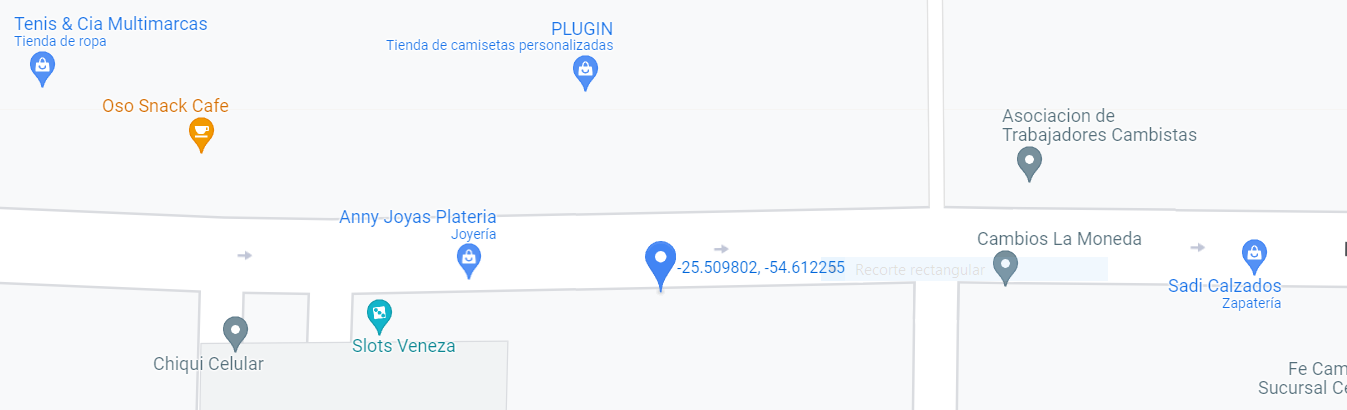 Tenis & Cia Multimarcas
Tienda de ropa
PLUGIN
Tienda de camisetas personalizadas
Oso Snack Cafe
Asociacion de
Trabajadores Cambistas
Anny Joyas Plateria
Joyería
Cambios La Moneda
-25.509802, -54.612255
Recorte rectangular
Sadi Calzados
Zapatería
Slots Veneza
Chiqui Celular
Fe Cam
Sucursal Ce